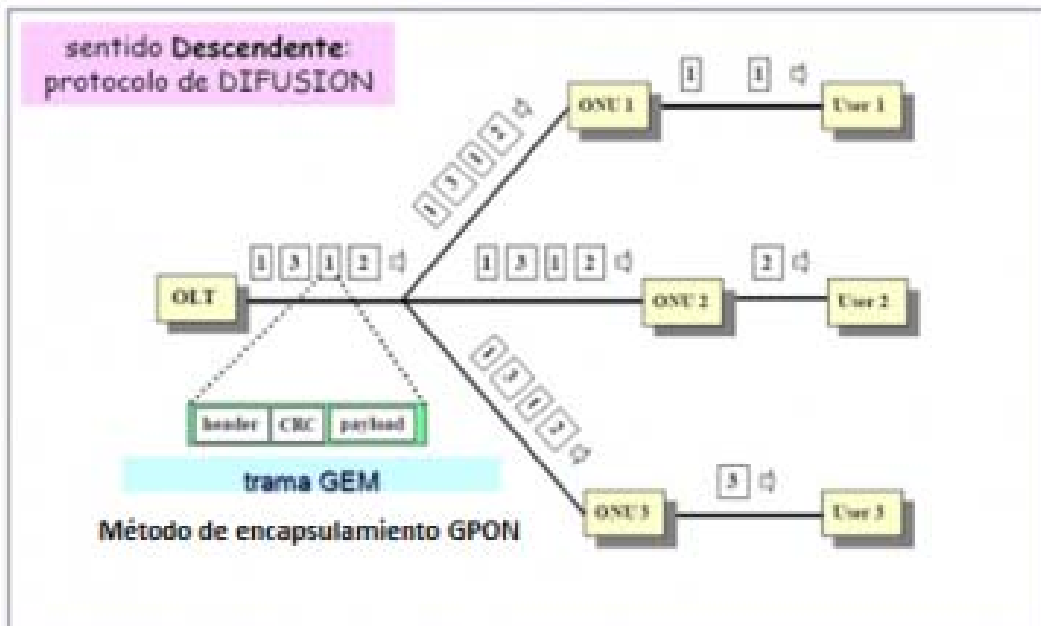 sentido Descendente:
protocolo de DIFUSION
1 1
ONU 1
User 1
2
1 3 1 2
1 3 1 2
2
OLT
ONU 2
User 2
3
header CRC payload
trama GEM
3
Método de encapsulamiento GPON
ONU 3
User 3